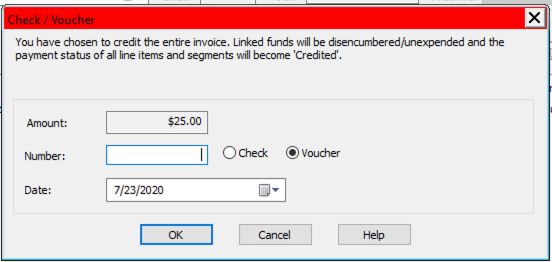 Check / Voucher
You have chosen to credit the entire invoice. Linked funds will be disencumbered/unexpended and the
payment status of all line items and segments will become 'Credited'.
Amount: $25.00
Number: Check Voucher
Date: 7/23/2020
OK Cancel Help